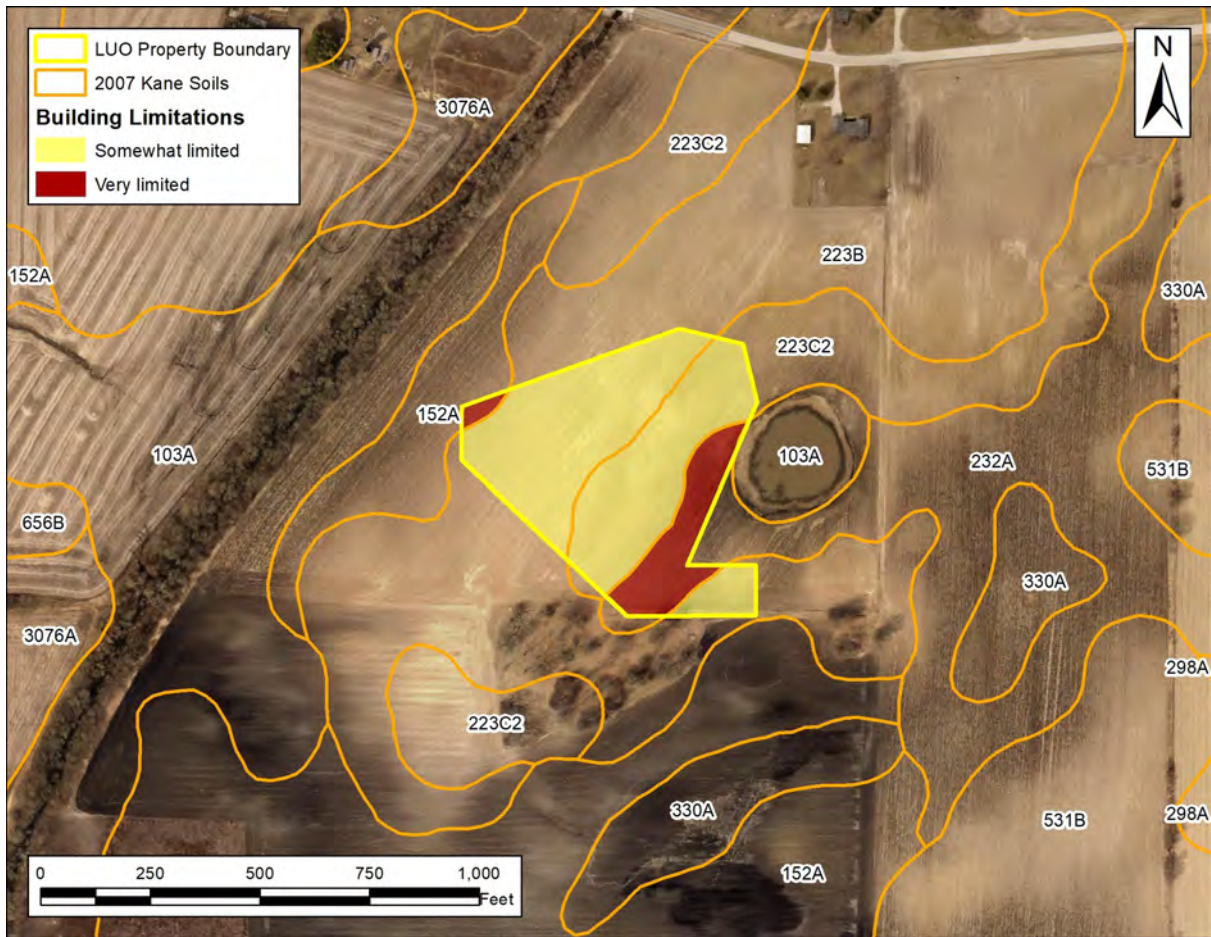 LUO Property Boundary
2007 Kane Soils
Building Limitations
Somewhat limited
Very limited
N
3076A
223C2
152A
223B
330A
223C2
152A
103A
103A
232A
531B
656B
330A
3076A
298A
223C2
330A
531B
298A
152A
0 250 500 750 1,000
Feet